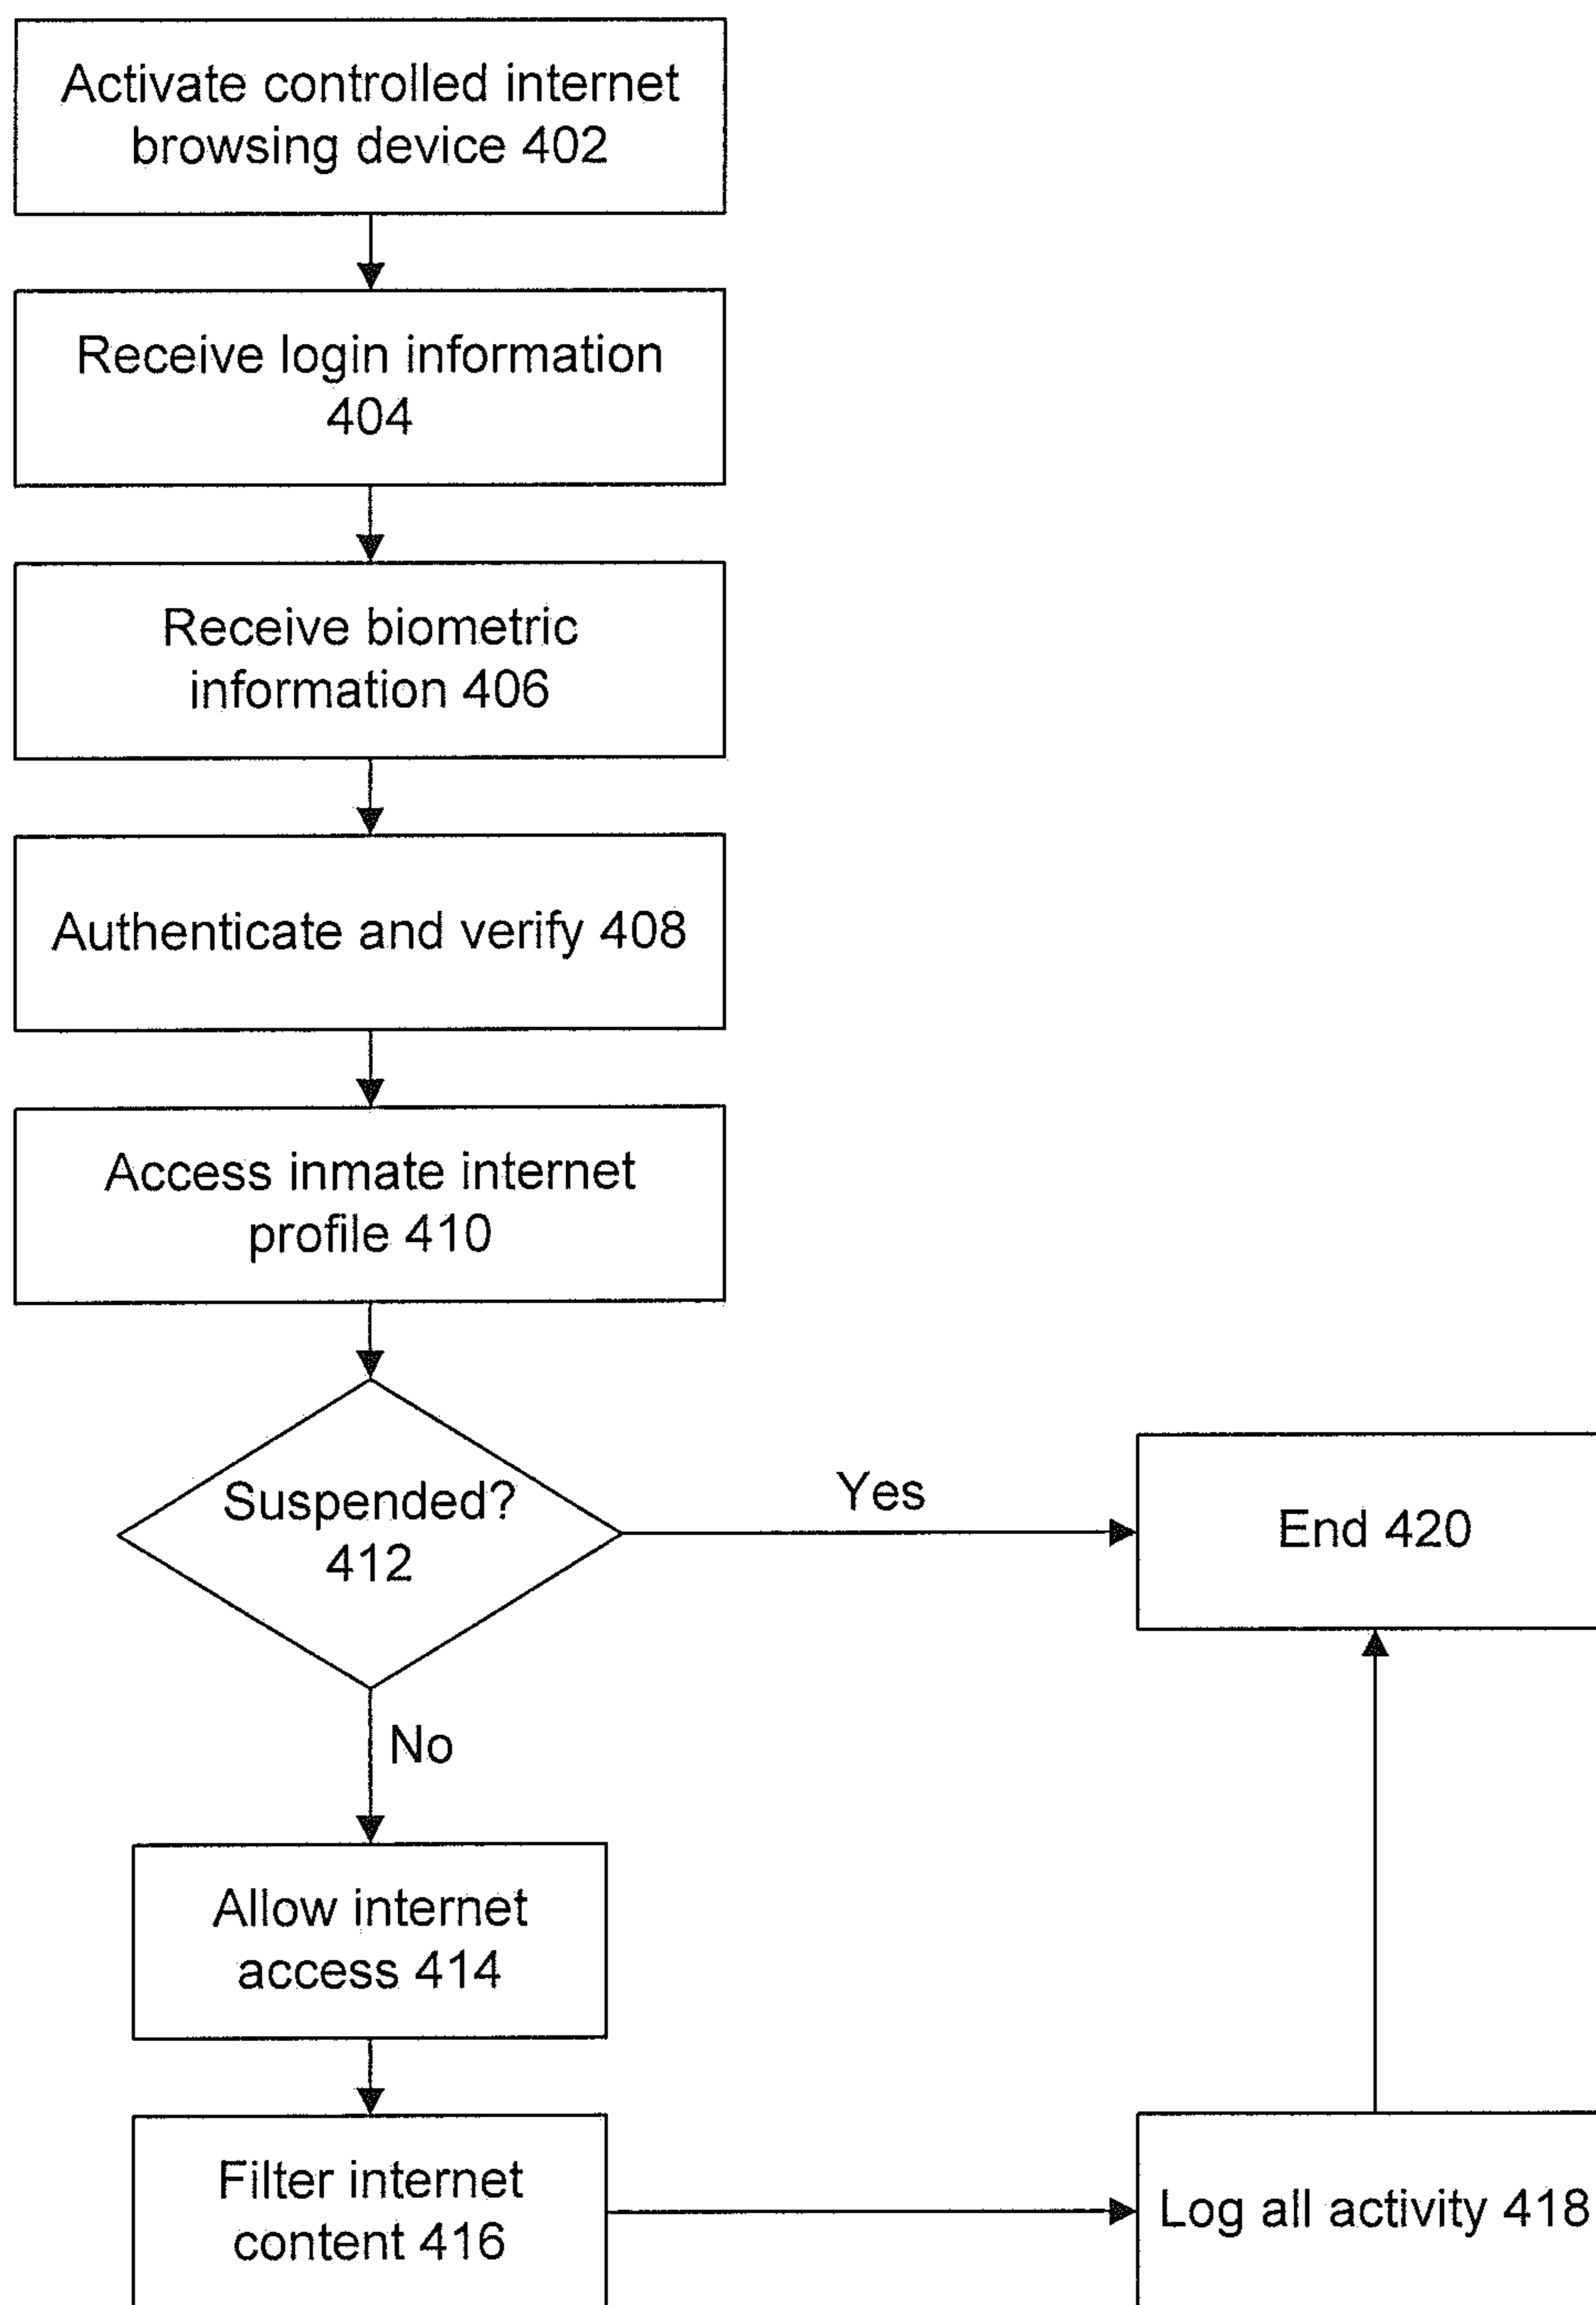 Activate controlled internet
browsing device 402
Receive login information
404
Receive biometric
information 406
Authenticate and verify 408
Access inmate internet
profile 410
Suspended?
412
Yes
End 420
No
Allow internet
access 414
Filter internet
content 416
Log all activity 418